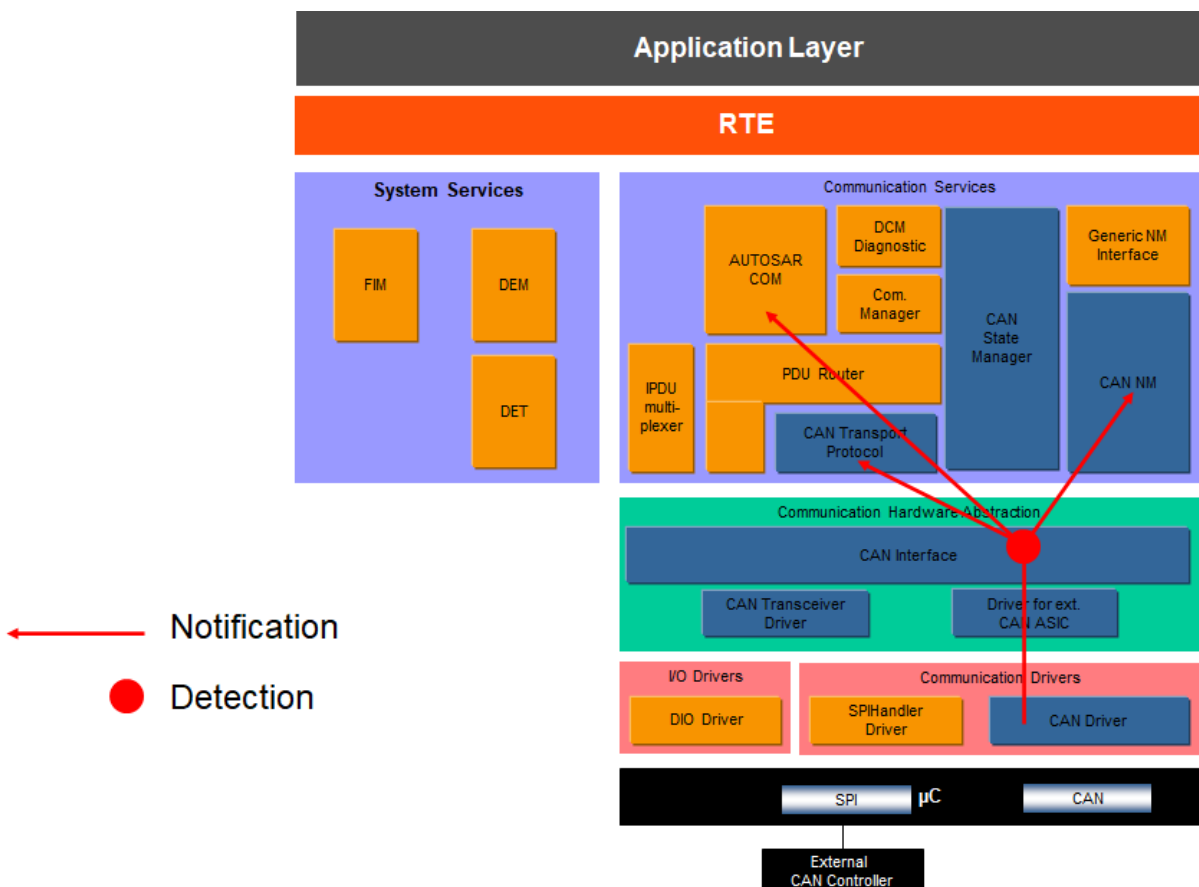 Application Layer
RTE
System Services
FIM
DEM
DET
Communication Services
AUTOSAR
COM
DCM
Diagnostic
Com.
Manager
CAN
State
Manager
Generic NM
Interface
CAN NM
IPDU
multi-
plexer
PDU Router
CAN Transport
Protocol
Communication Hardware Abstraction
CAN Interface
CAN Transceiver
Driver
Driver for ext.
CAN ASIC
Notification
Detection
I/O Drivers
DIO Driver
Communication Drivers
SPIHandler
Driver
CAN Driver
SPI
µC
CAN
External
CAN Controller